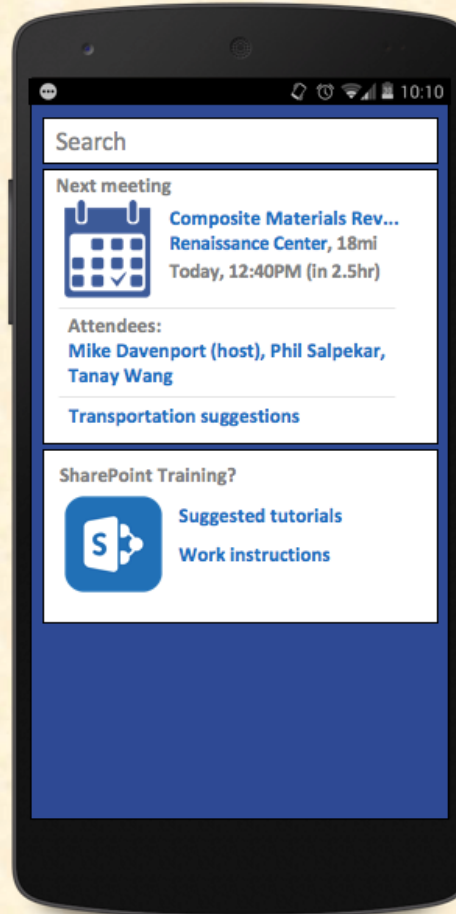 10:10
Search
Next meeting
Composite Materials Rev...
Renaissance Center, 18mi
Today, 12:40PM (in 2.5hr)
Attendees:
Mike Davenport (host), Phil Salpekar,
Tanay Wang
Transportation suggestions
SharePoint Training?
S
Suggested tutorials
Work instructions